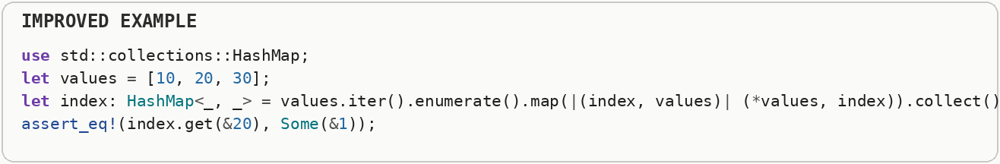 IMPROVED EXAMPLE
use std::collections::HashMap;
let values = [10, 20, 30];
let index: HashMap<_, _> = values.iter().enumerate().map(|(index, values)| (*values, index)).collect()
assert_eq!(index.get(&20), Some(&1));